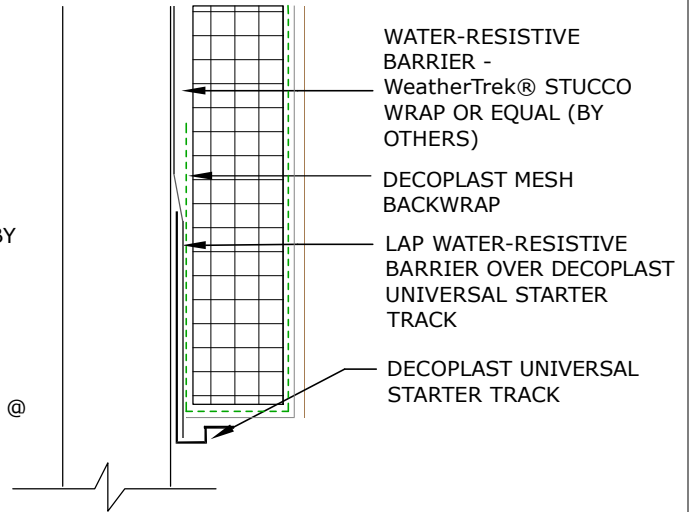 WATER-RESISTIVE
BARRIER -
WeatherTrek® STUCCO
WRAP OR EQUAL (BY
OTHERS)
DECOPLAST MESH
BACKWRAP
BY
LAP WATER-RESISTIVE
BARRIER OVER DECOPLAST
UNIVERSAL STARTER
TRACK
DECOPLAST UNIVERSAL
STARTER TRACK
@